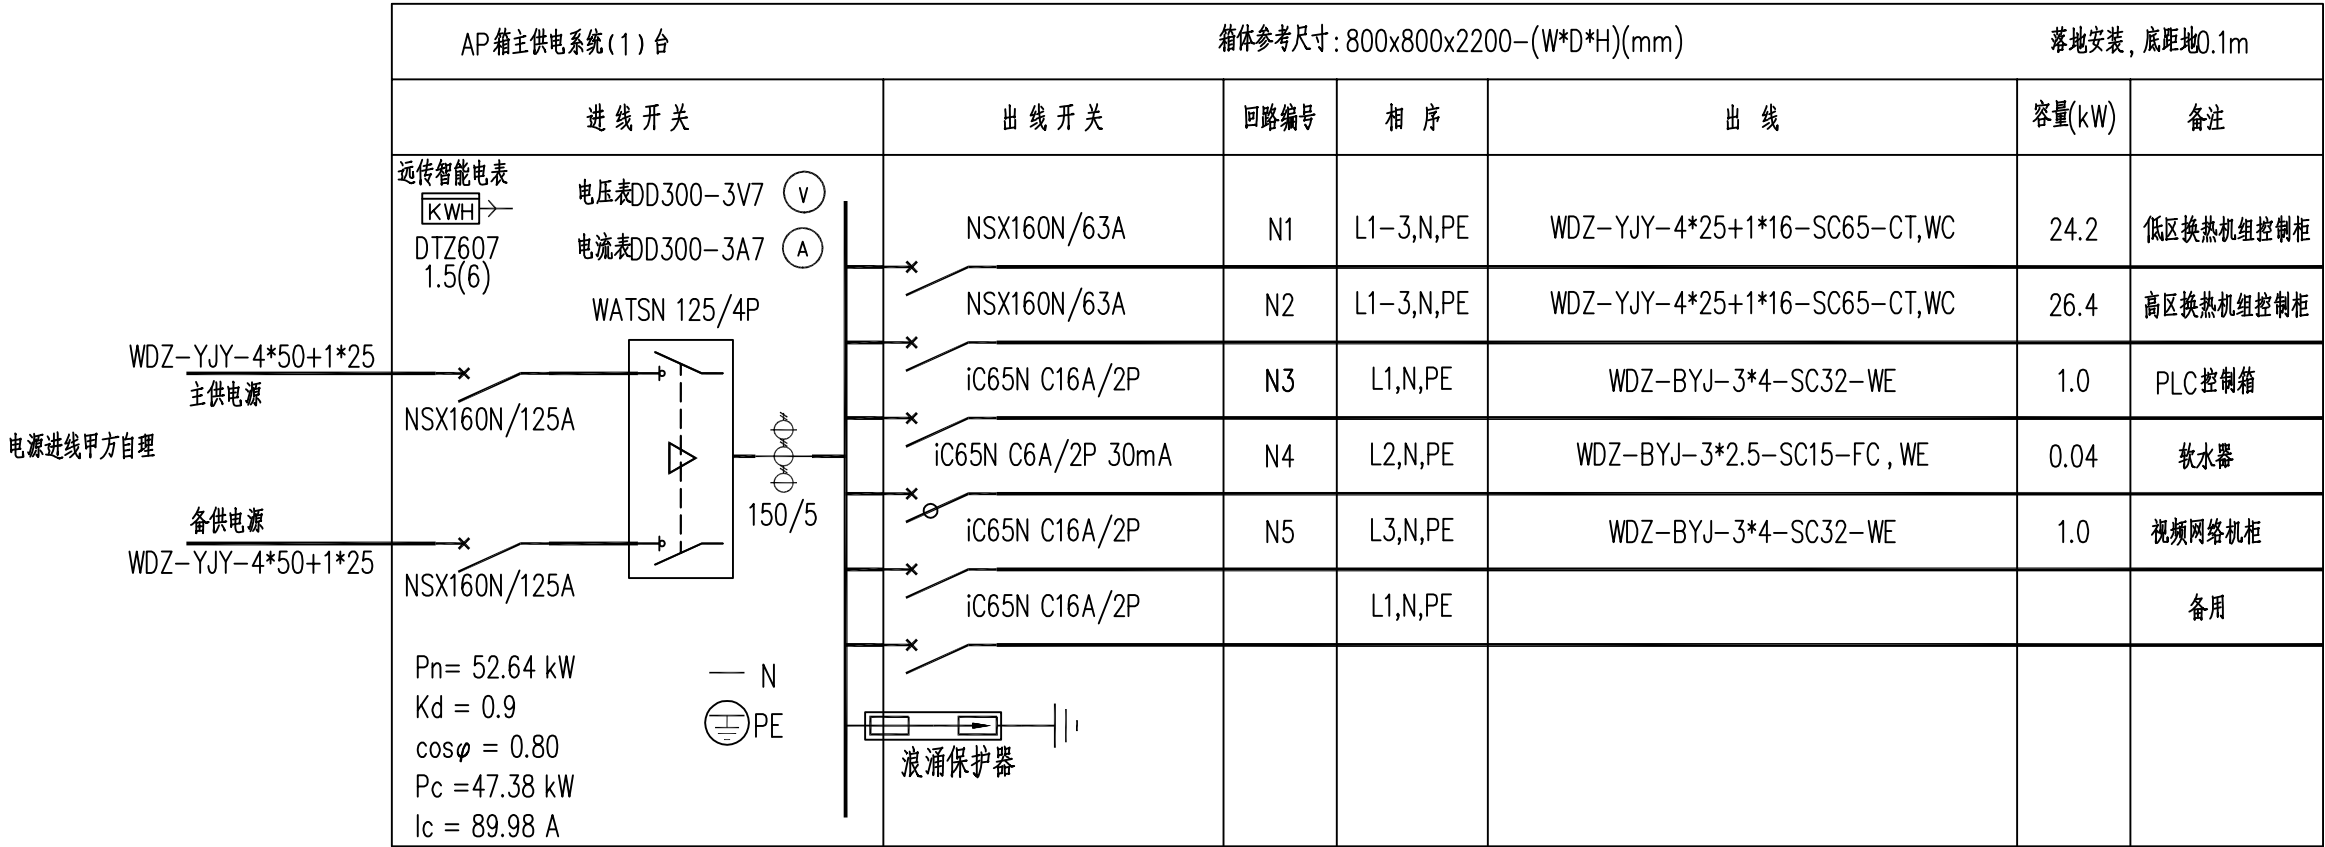 AP箱主供电系统(1)台
箱体参考尺寸:800x800x2200-(W*D*H)(mm)
落地安装,底距地0.1m
进线开关
出线开关
回路编号
相 序
出 线
容量(kW)
备注
远传智能电表
KWH
DTZ607
1.5(6)
电压表DD300-3V7
V
电流表DD300-3A7
A
WATSN 125/4P
WDZ-YJY-4*50+1*25
主供电源
NSX160N/125A
电源进线甲方自理
备供电源
WDZ-YJY-4*50+1*25
NSX160N/125A
150/5
Pn= 52.64 kW
Kd = 0.9
cosφ = 0.80
Pc =47.38 kW
Ic = 89.98 A
N
PE
NSX160N/63A N1 L1-3,N,PE WDZ-YJY-4*25+1*16-SC65-CT,WC 24.2 低区换热机组控制柜
NSX160N/63A N2 L1-3,N,PE WDZ-YJY-4*25+1*16-SC65-CT,WC 26.4 高区换热机组控制柜
iC65N C16A/2P N3 L1,N,PE WDZ-BYJ-3*4-SC32-WE 1.0 PLC控制箱
iC65N C6A/2P 30mA N4 L2,N,PE WDZ-BYJ-3*2.5-SC15-FC,WE 0.04 软水器
iC65N C16A/2P N5 L3,N,PE WDZ-BYJ-3*4-SC32-WE 1.0 视频网络机柜
iC65N C16A/2P L1,N,PE 备用
浪涌保护器